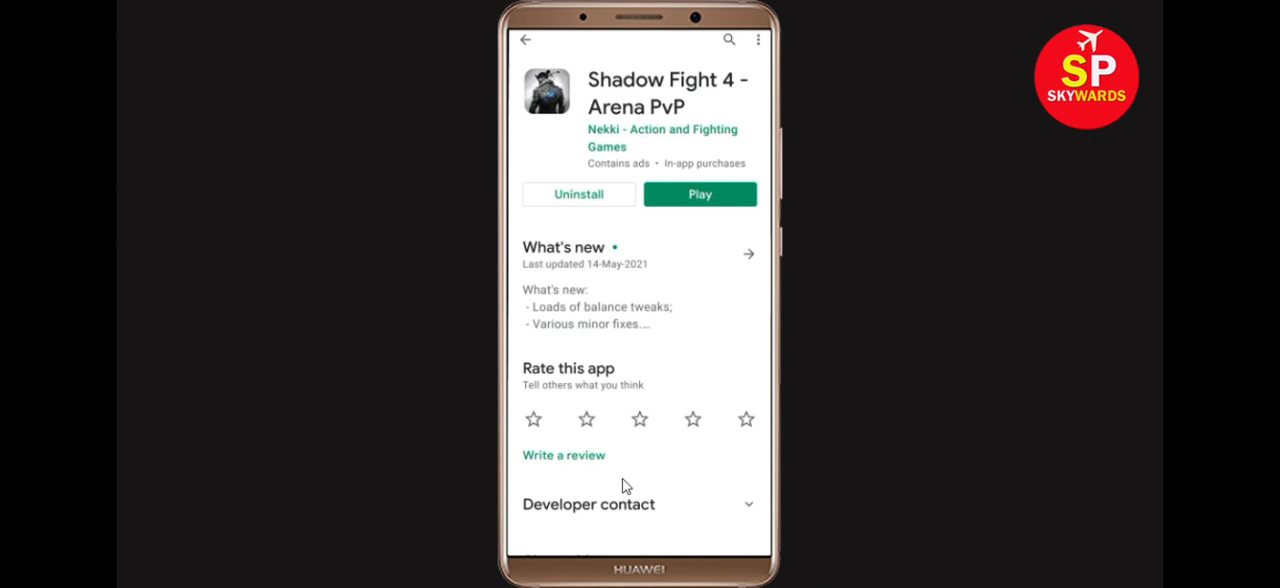 SP
SKYWARDS
Shadow Fight 4 -
Arena PvP
Nekki - Action and Fighting
Games
Contains ads • In-app purchases
Uninstall
Play
What's new •
Last updated 14-May-2021
What's new:
- Loads of balance tweaks;
- Various minor fixes....
Rate this app
Tell others what you think
Write a review
Developer contact
HUAWEI